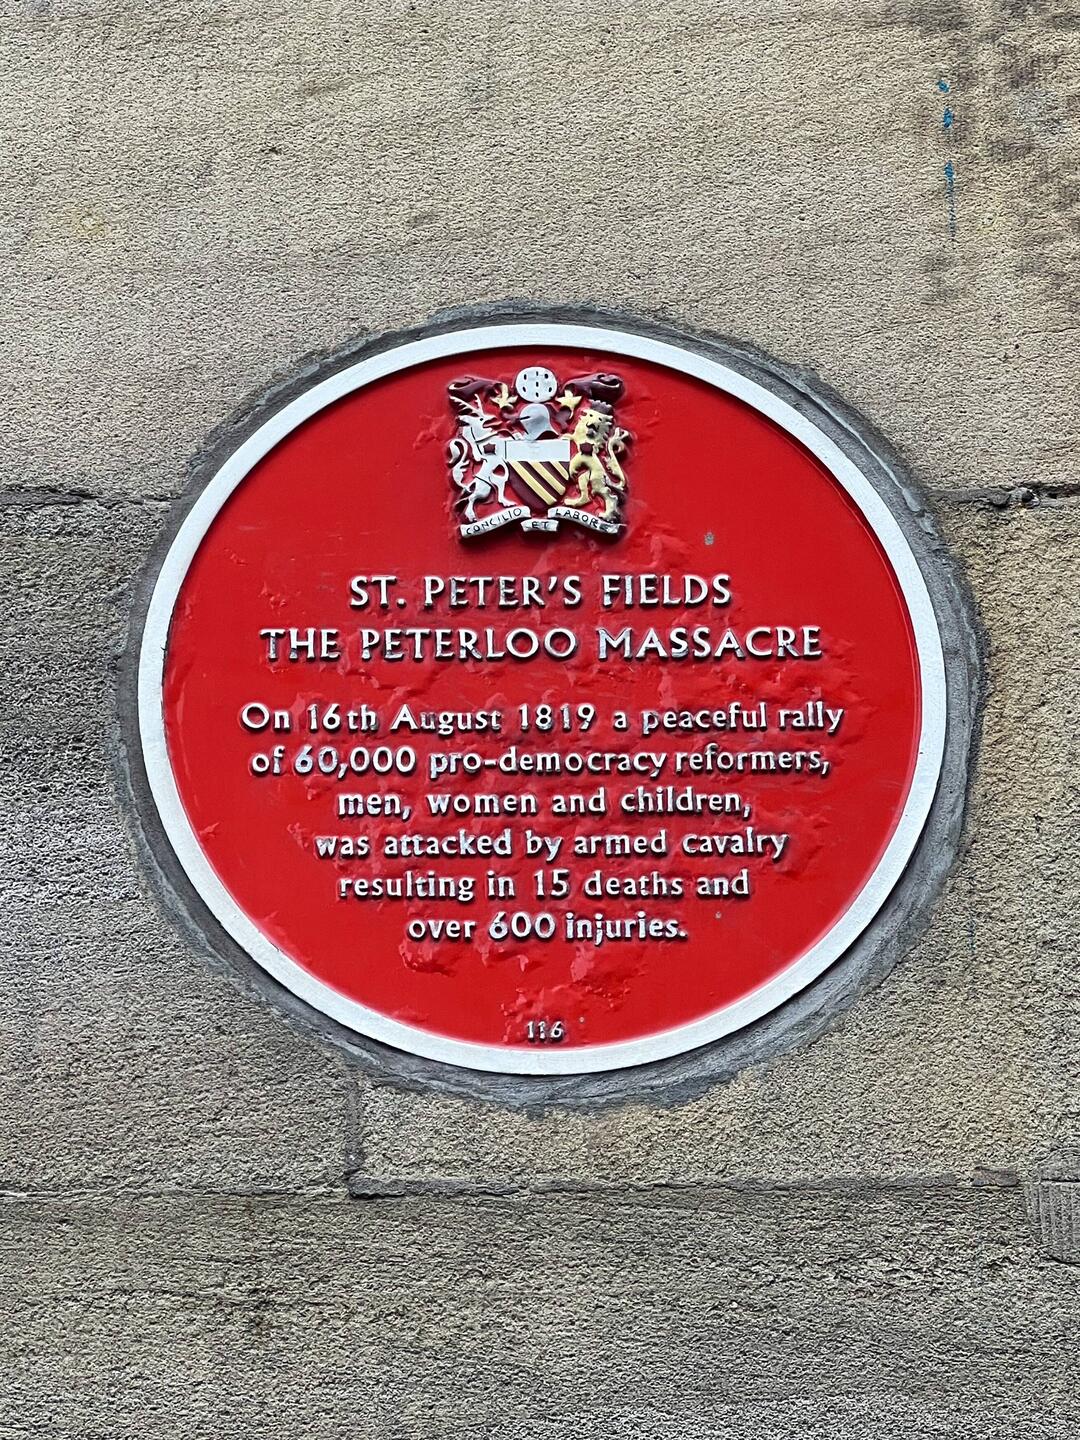 CONCILIO ET LABORE
ST. PETER'S FIELDS
THE PETERLOO MASSACRE
On 16th August 1819 a peaceful rally
of 60,000 pro-democracy reformers,
men, women and children,
was attacked by armed cavalry
resulting in 15 deaths and
over 600 injuries.
116